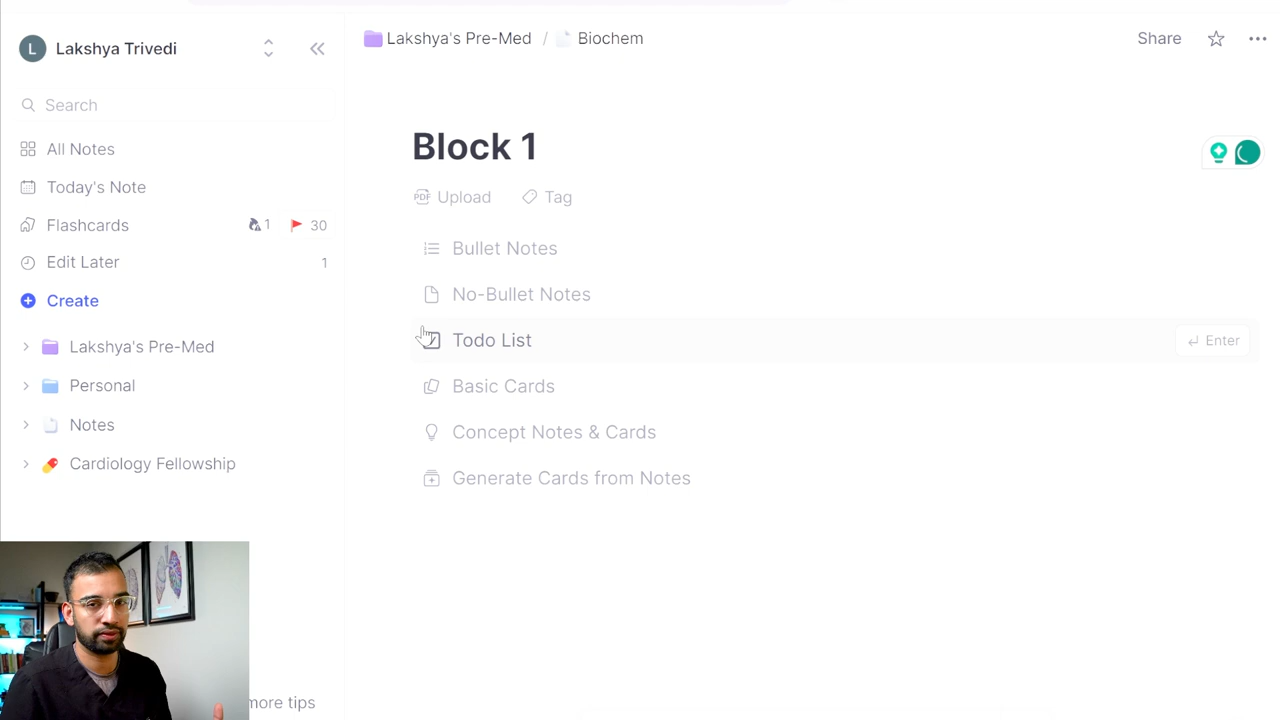 L Lakshya Trivedi
Search
All Notes
Today's Note
Flashcards 1 30
Edit Later 1
Create
Lakshya's Pre-Med
Personal
Notes
Cardiology Fellowship
more tips
Lakshya's Pre-Med / Biochem
Share
Block 1
PDF Upload Tag
Bullet Notes
No-Bullet Notes
Todo List Enter
Basic Cards
Concept Notes & Cards
Generate Cards from Notes